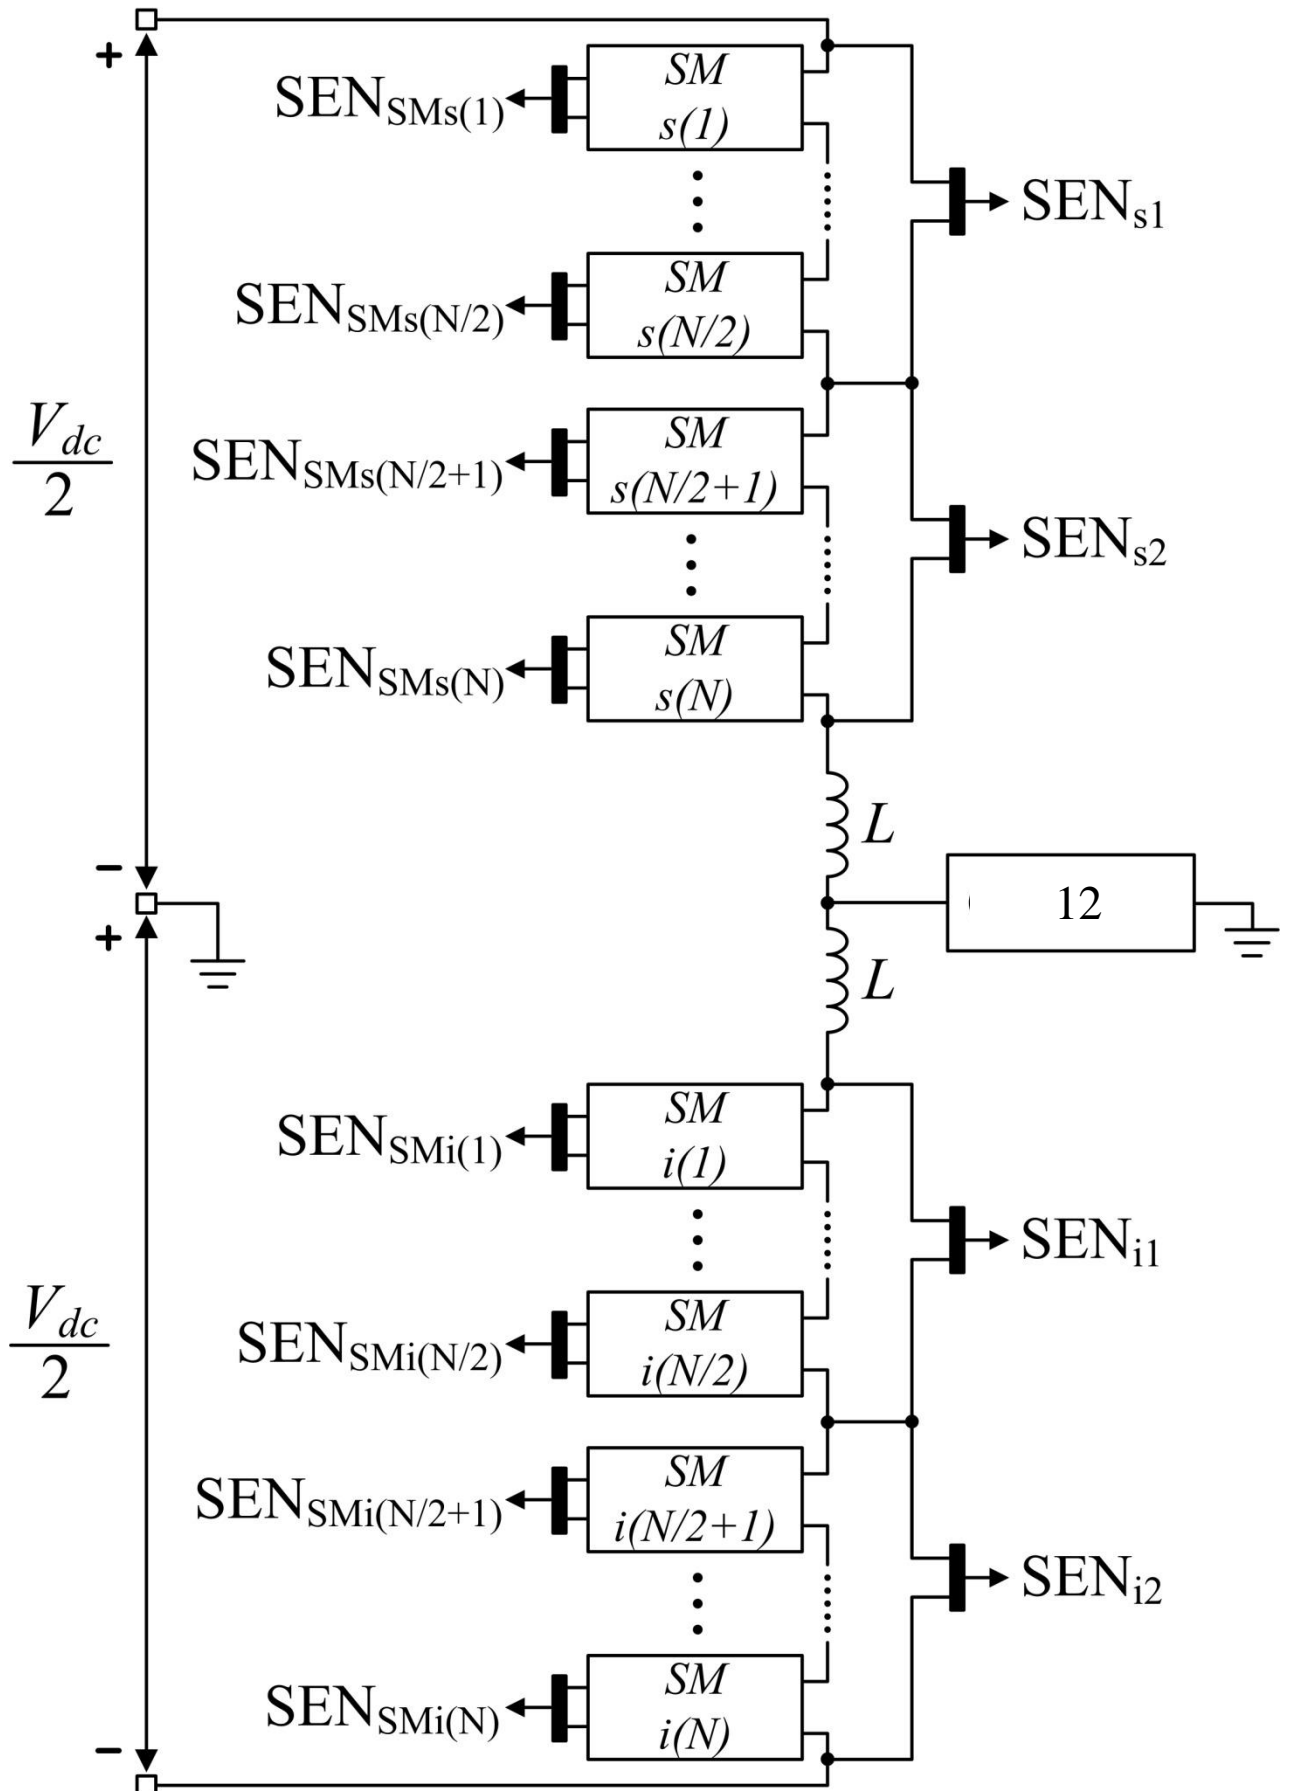 +
SEN_SMs(1)
SM
s(1)
SEN_s1
SEN_SMs(N/2)
SM
s(N/2)
V_dc
2
SEN_SMs(N/2+1)
SM
s(N/2+1)
SEN_s2
SEN_SMs(N)
SM
s(N)
L
−
12
+
L
SEN_SMi(1)
SM
i(1)
SEN_i1
V_dc
2
SEN_SMi(N/2)
SM
i(N/2)
SEN_SMi(N/2+1)
SM
i(N/2+1)
SEN_i2
SEN_SMi(N)
SM
i(N)
−